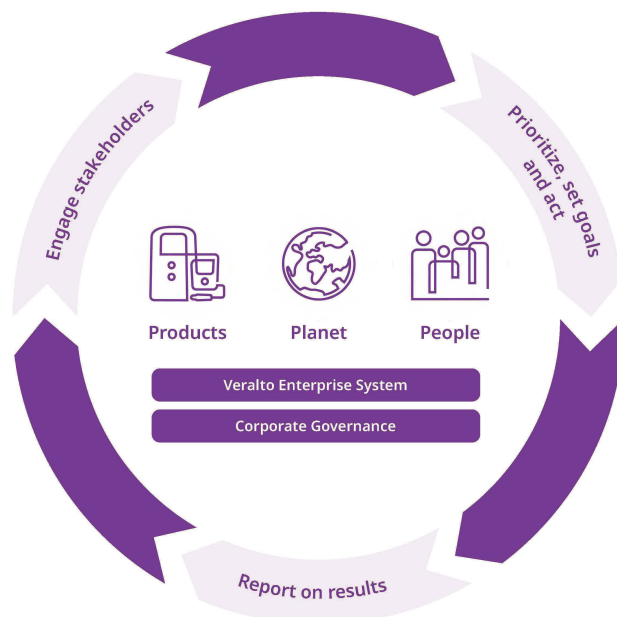 Engage stakeholders
Prioritize, set goals
and act
Products
Planet
People
Veralto Enterprise System
Corporate Governance
Report on results